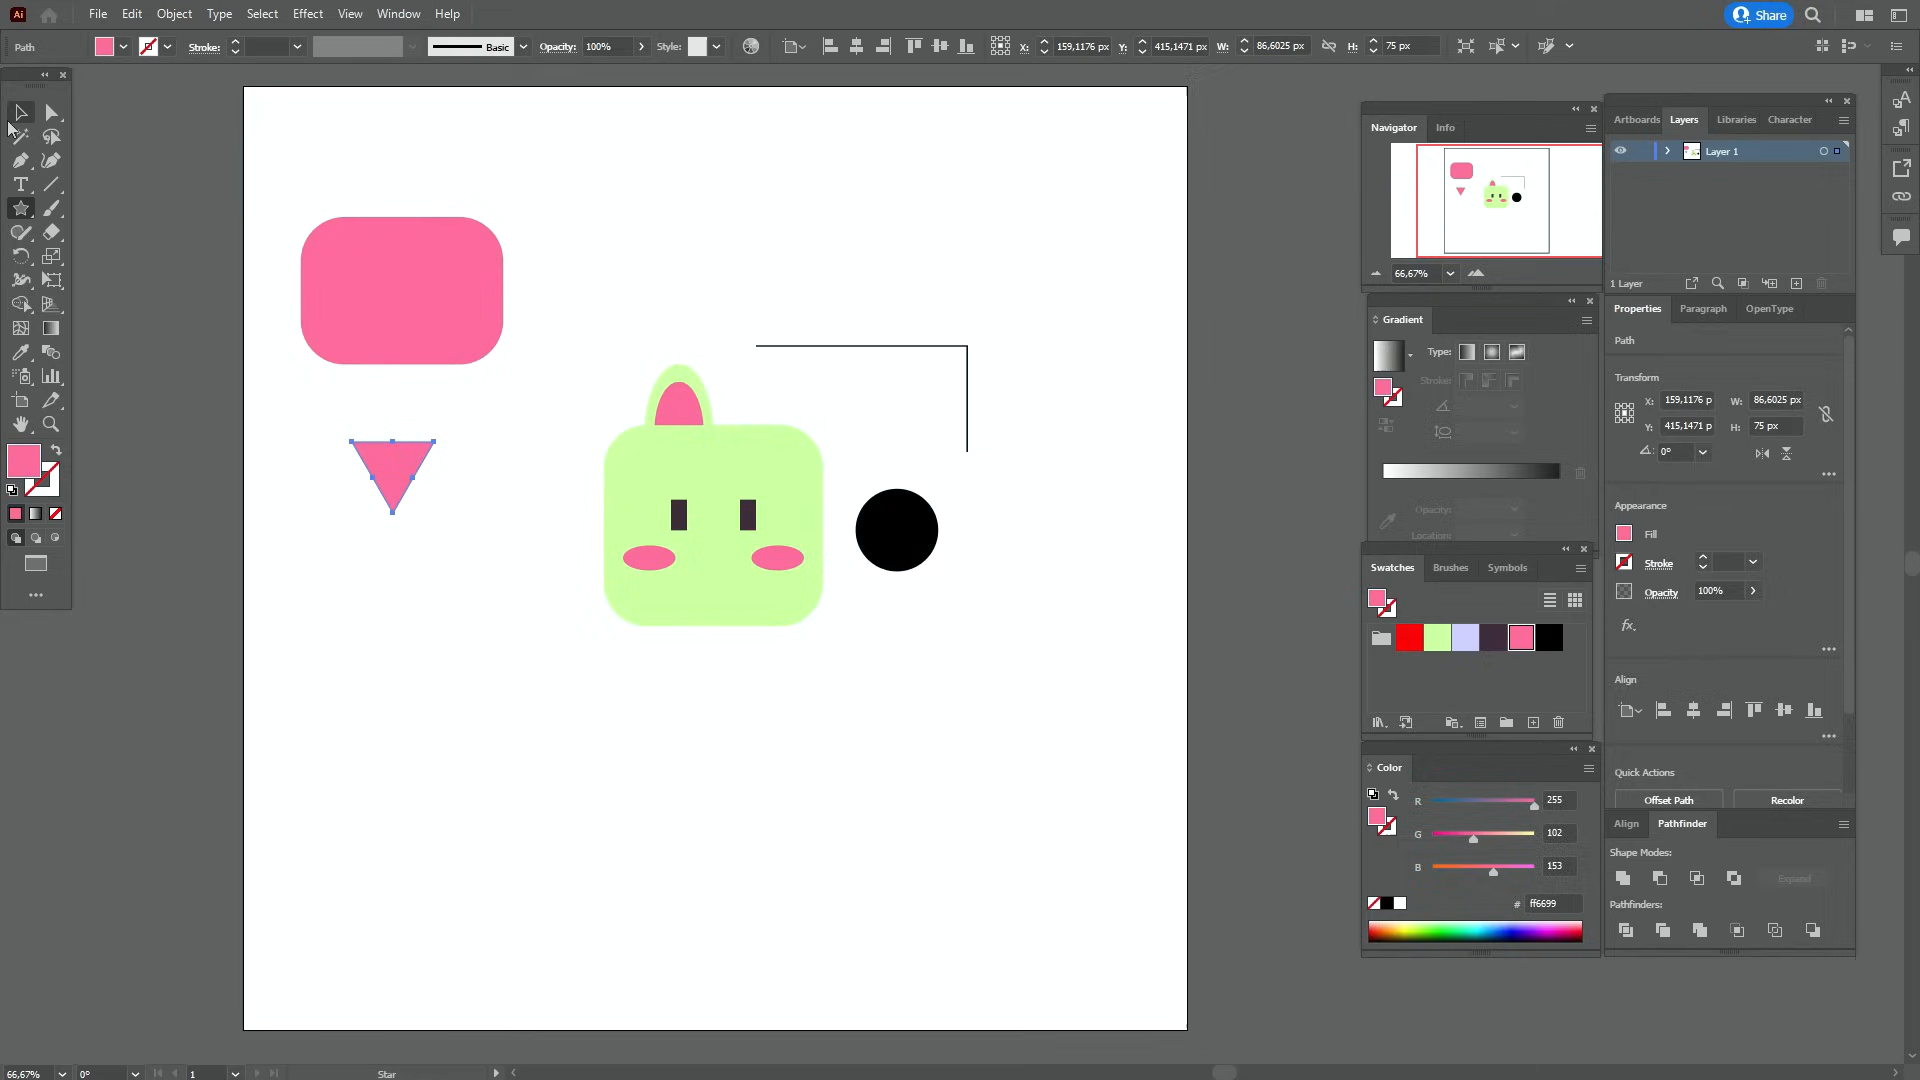 Ai File Edit Object Type Select Effect View Window Help Share
Path Stroke: Basic Opacity: 100% Style: X: 159,1176 px Y: 415,1471 px W: 86,6025 px H: 75 px
Navigator Info
66,67%
Artboards Layers Libraries Character
Layer 1
1 Layer
Gradient
Type:
Stroke:
Opacity:
Location:
Properties Paragraph OpenType
Path
Transform
X: 159,1176 p W: 86,6025 px
Y: 415,1471 p H: 75 px
0°
Appearance
Fill
Stroke
Opacity 100%
fx.
Align
Quick Actions
Offset Path Recolor
Swatches Brushes Symbols
Color
R 255
G 102
B 153
# ff6699
Align Pathfinder
Shape Modes:
Expand
Pathfinders:
66,67% 0° 1 Star